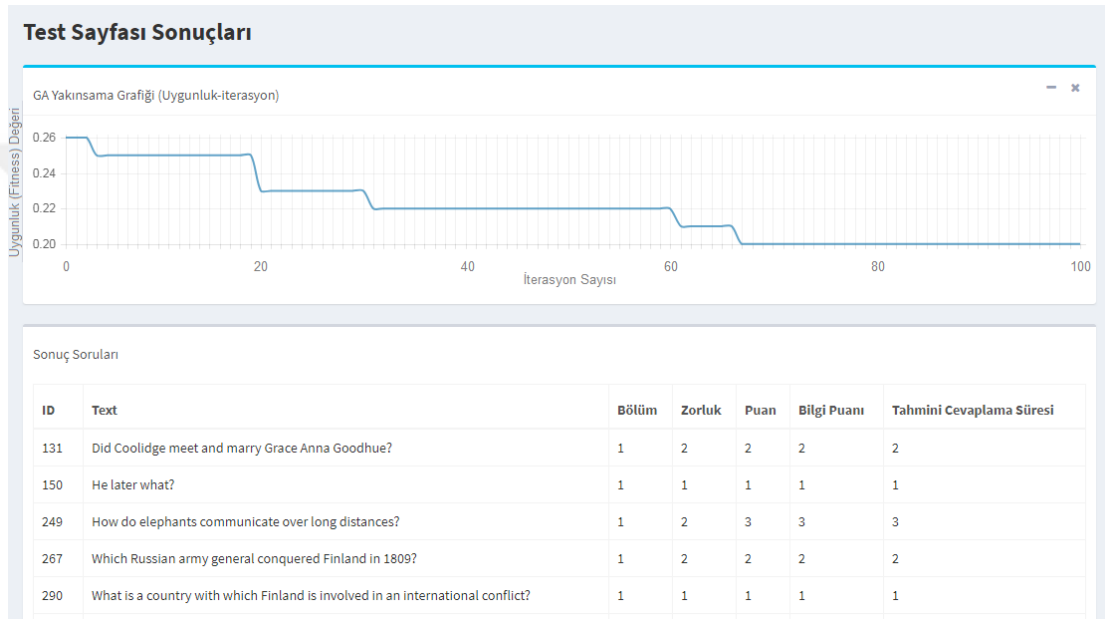 Test Sayfası Sonuçları
GA Yakınsama Grafiği (Uygunluk-iterasyon)
Uygunluk (Fitness) Değeri
0.26
0.24
0.22
0.20
0 20 40 60 80 100
İterasyon Sayısı
Sonuç Soruları
ID Text Bölüm Zorluk Puan Bilgi Puanı Tahmini Cevaplama Süresi
131 Did Coolidge meet and marry Grace Anna Goodhue? 1 2 2 2 2
150 He later what? 1 1 1 1 1
249 How do elephants communicate over long distances? 1 2 3 3 3
267 Which Russian army general conquered Finland in 1809? 1 2 2 2 2
290 What is a country with which Finland is involved in an international conflict? 1 1 1 1 1